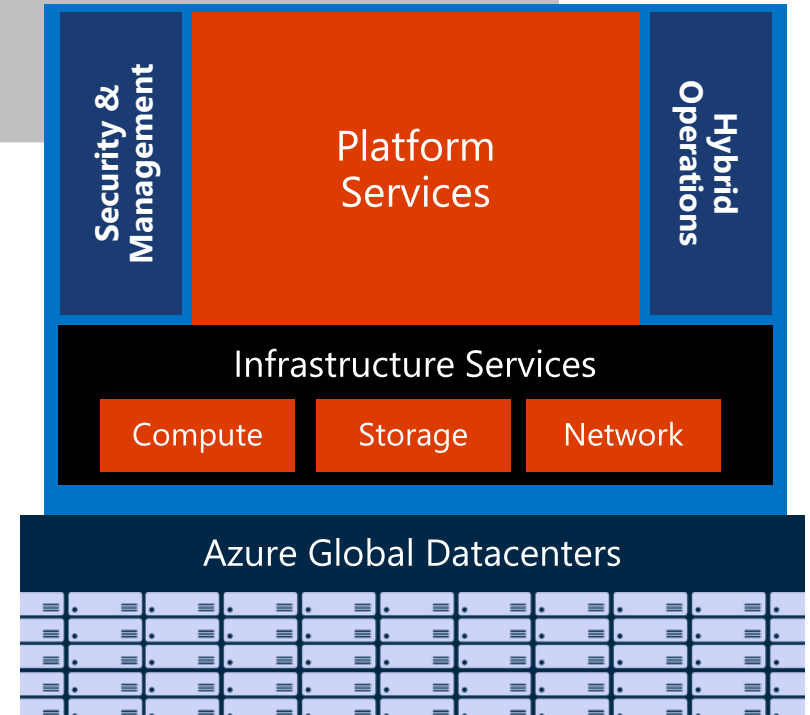 Security &
Management
Platform
Services
Hybrid
Operations
Infrastructure Services
Compute
Storage
Network
Azure Global Datacenters